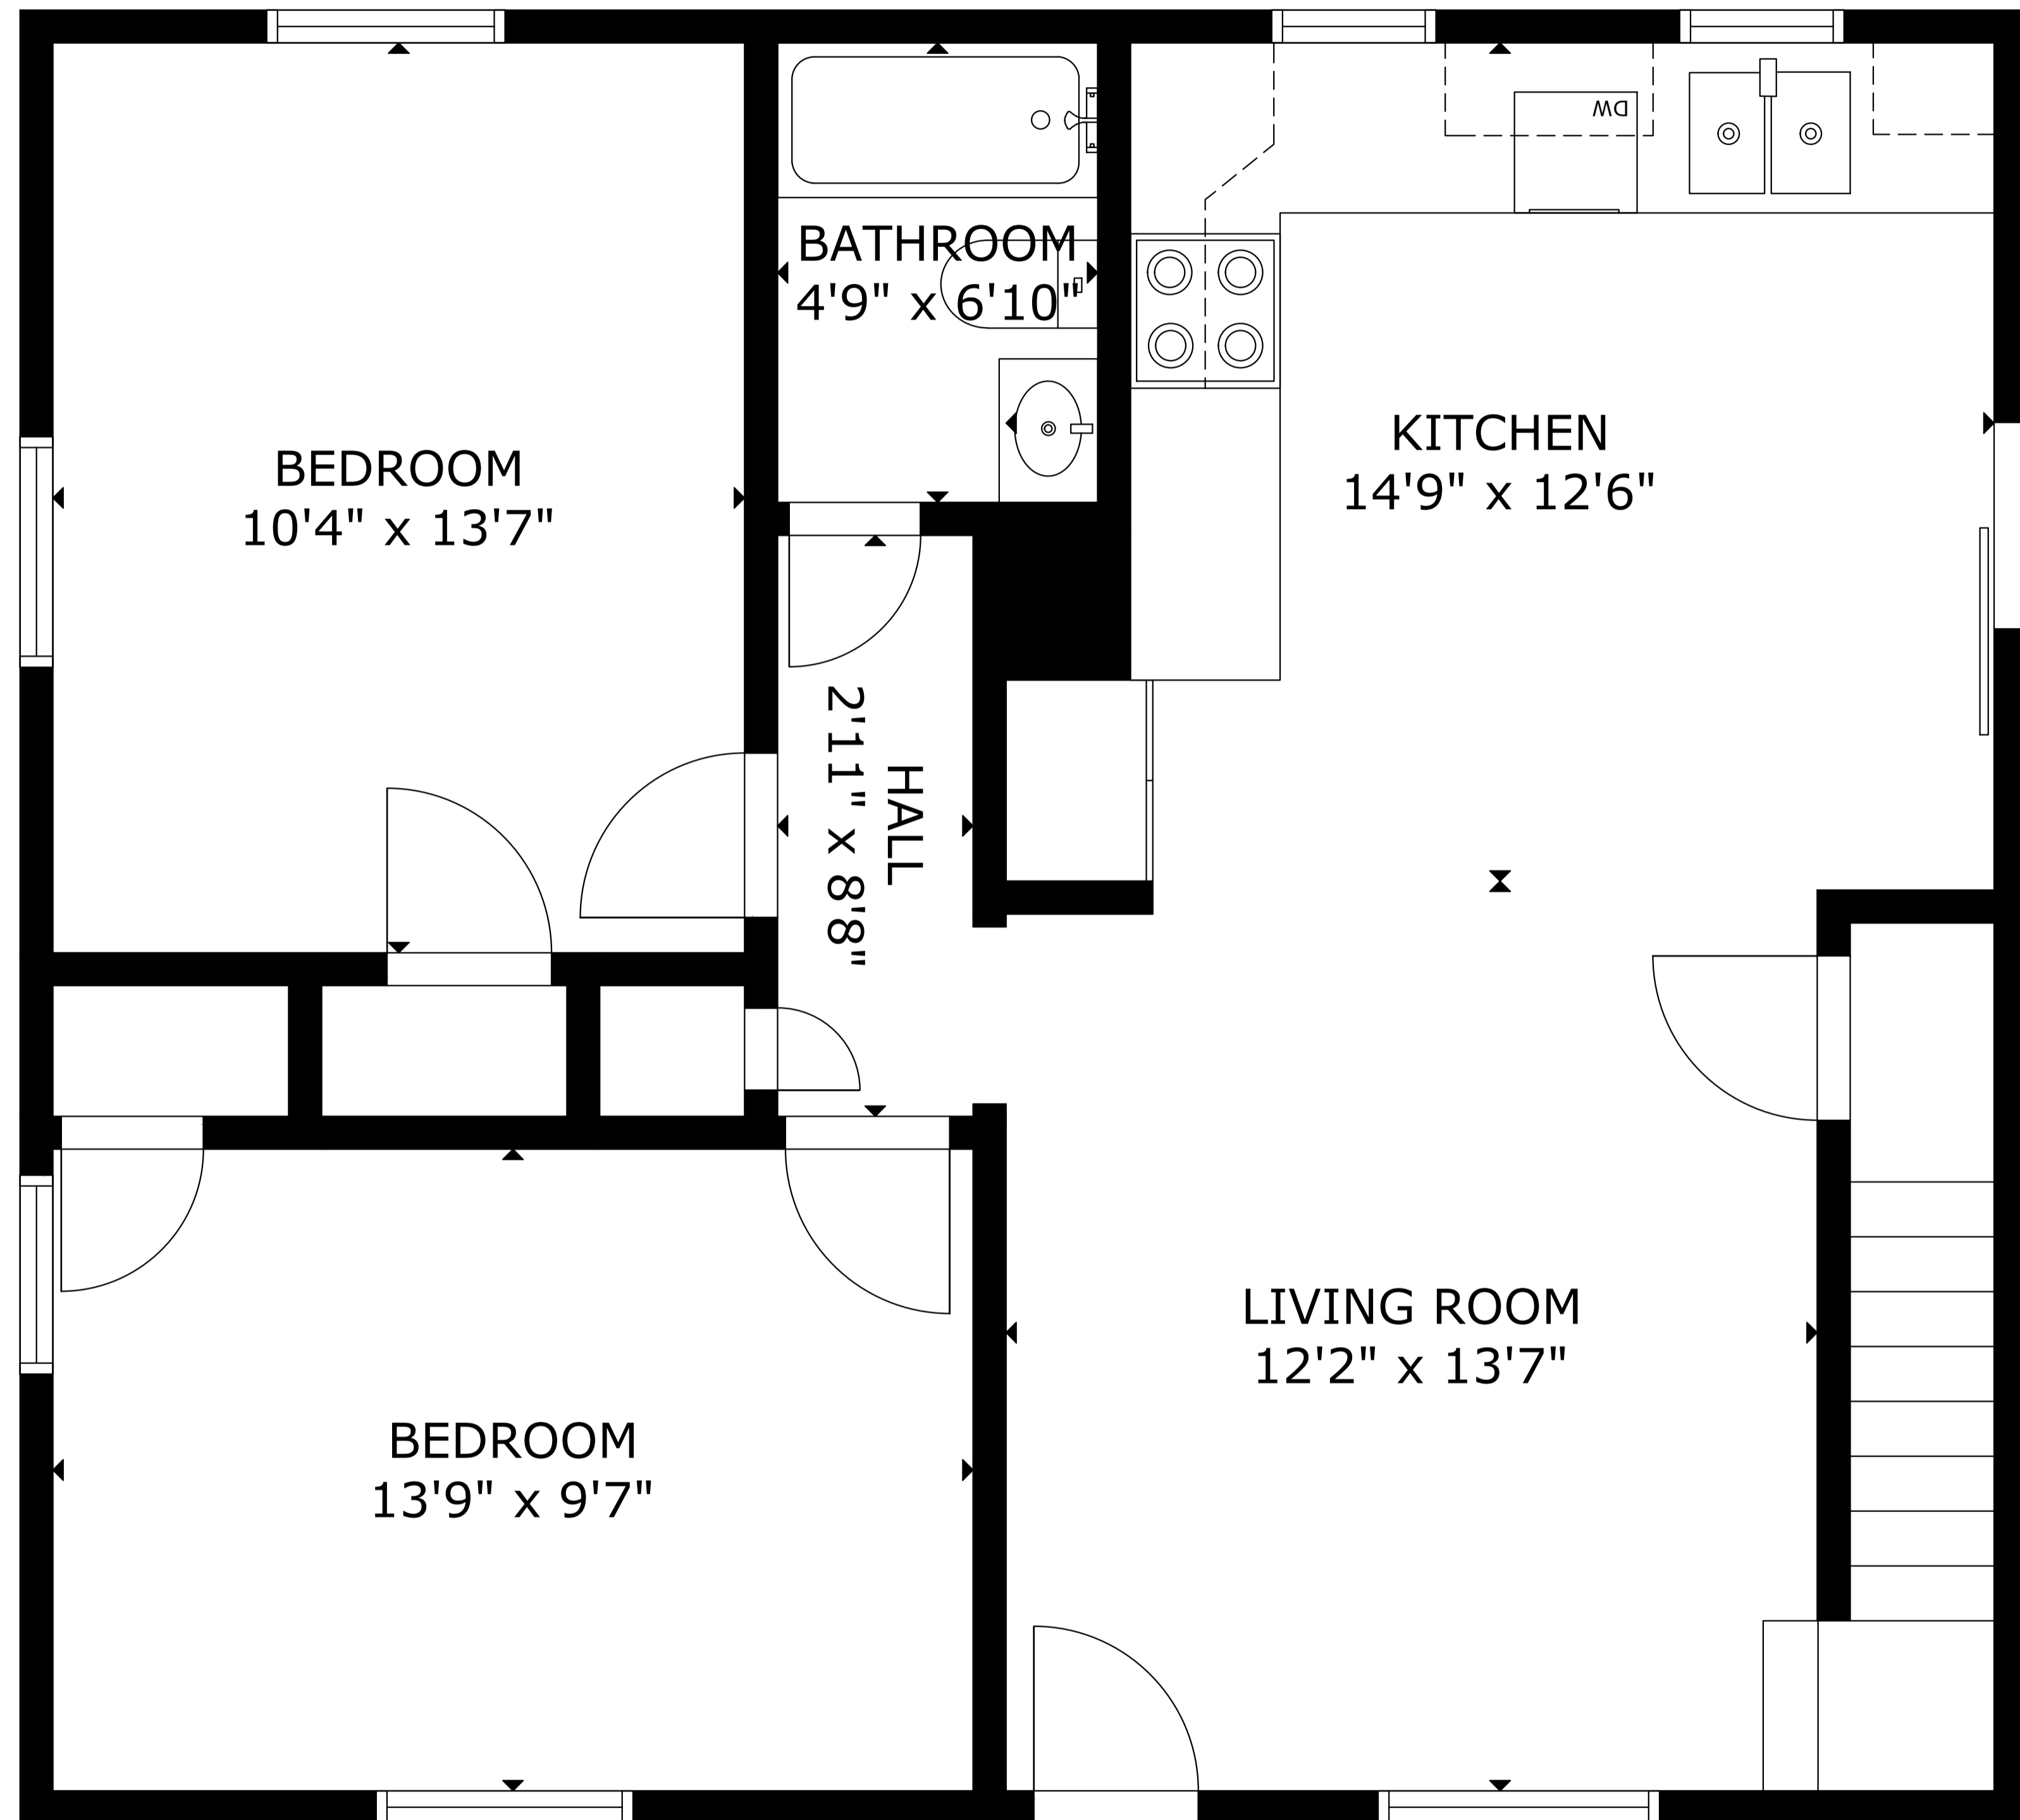 DW
BATHROOM
4'9" x 6'10"
BEDROOM
10'4" x 13'7"
KITCHEN
14'9" x 12'6"
HALL
2'11" x 8'8"
LIVING ROOM
12'2" x 13'7"
BEDROOM
13'9" x 9'7"